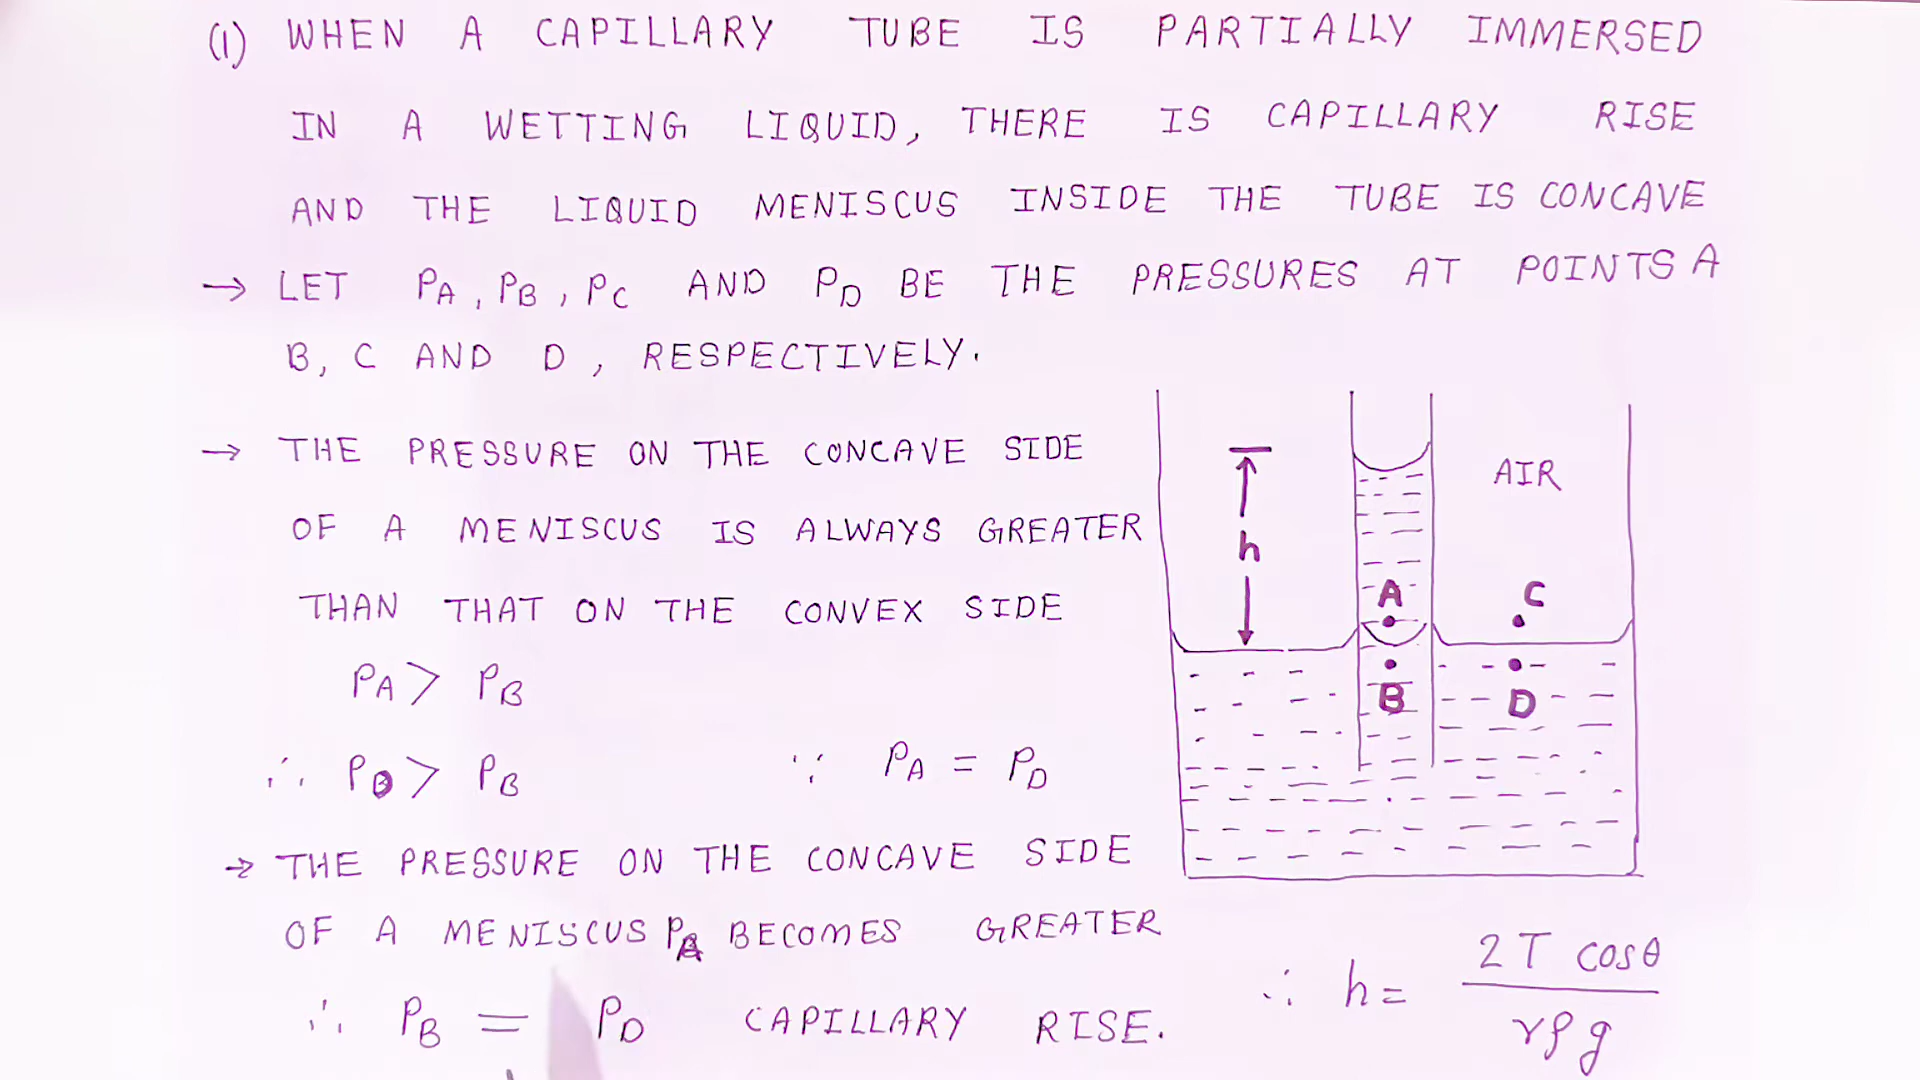 (1) WHEN A CAPILLARY TUBE IS PARTIALLY IMMERSED
IN A WETTING LIQUID, THERE IS CAPILLARY RISE
AND THE LIQUID MENISCUS INSIDE THE TUBE IS CONCAVE
→ LET PA, PB, PC AND PD BE THE PRESSURES AT POINTS A
B, C AND D, RESPECTIVELY.
→ THE PRESSURE ON THE CONCAVE SIDE
OF A MENISCUS IS ALWAYS GREATER
THAN THAT ON THE CONVEX SIDE
PA > PB
∴ PD > PB ∵ PA = PD
→ THE PRESSURE ON THE CONCAVE SIDE
OF A MENISCUS PA BECOMES GREATER
∴ PB = PD CAPILLARY RISE.
h
AIR
A
C
B
D
∴ h = 2T cosθ / rρg